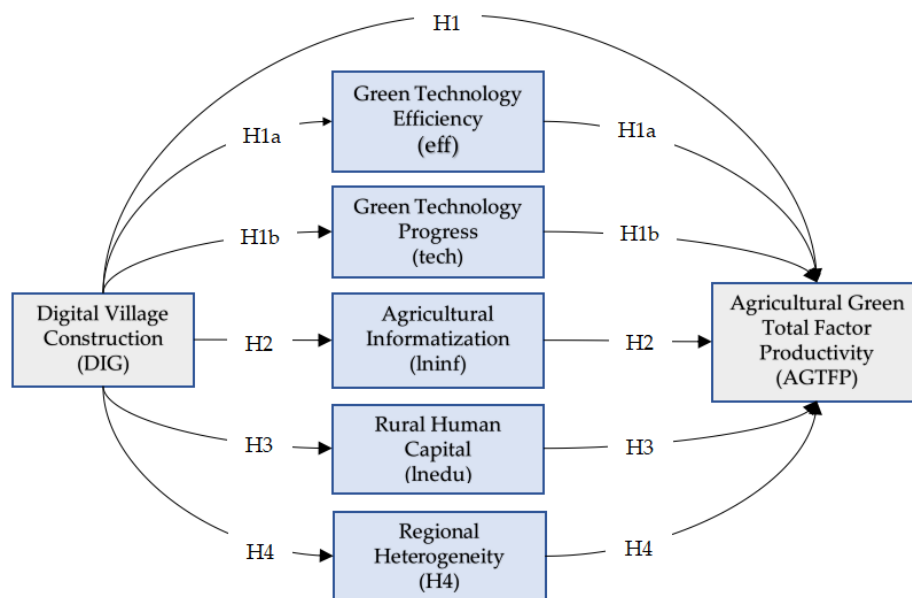 H1
Green Technology
Efficiency
(eff)
H1a
H1a
Green Technology
Progress
(tech)
H1b
H1b
Digital Village
Construction
(DIG)
H2
Agricultural
Informatization
(lninf)
H2
Agricultural Green
Total Factor
Productivity
(AGTFP)
H3
Rural Human
Capital
(lnedu)
H3
H4
Regional
Heterogeneity
(H4)
H4